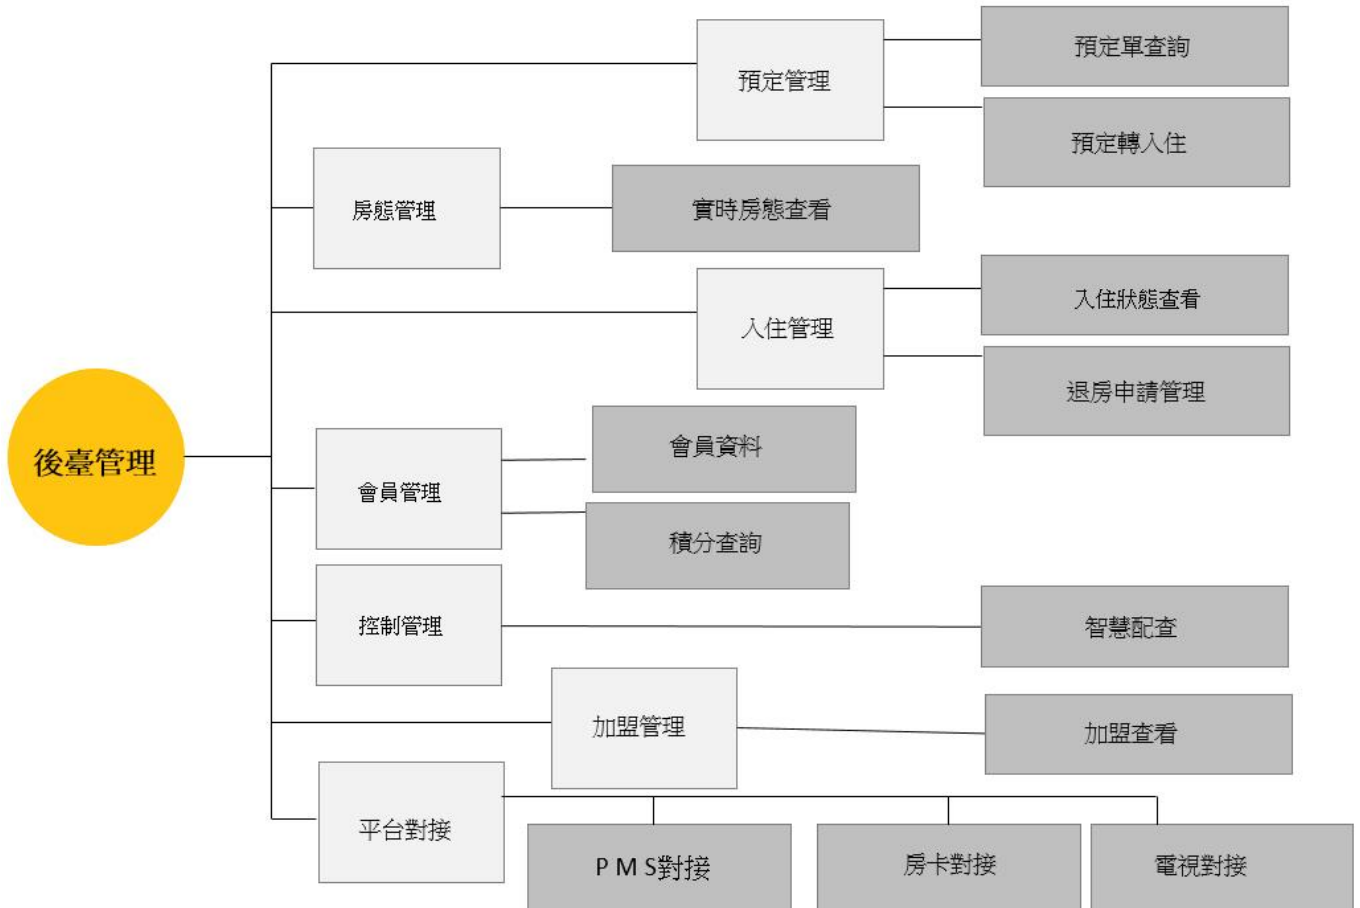 預定單查詢
預定管理
預定轉入住
房態管理
實時房態查看
入住狀態查看
入住管理
退房申請管理
後臺管理
會員資料
會員管理
積分查詢
控制管理
智慧配查
加盟管理
加盟查看
平台對接
P M S對接
房卡對接
電視對接